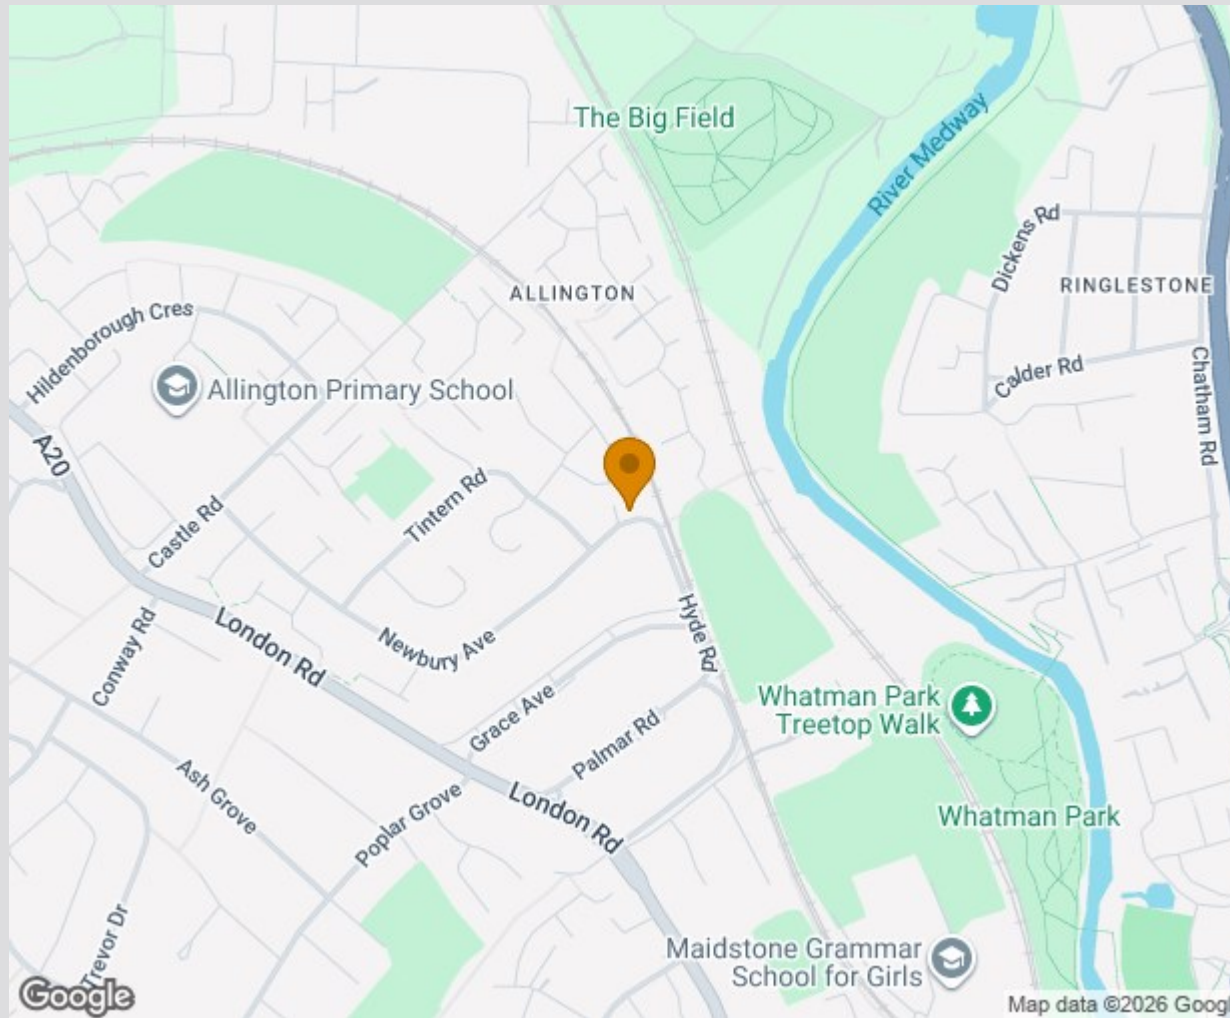 The Big Field
River Medway
Dickens Rd
ALLINGTON
RINGLESTONE
Hildenborough Cres
Allington Primary School
Calder Rd
Chatham Rd
A20
Tintern Rd
Castle Rd
Hyde Rd
Conway Rd
London Rd
Newbury Ave
Whatman Park
Treetop Walk
Grace Ave
Palmar Rd
Ash Grove
London Rd
Whatman Park
Poplar Grove
Trevor Dr
Maidstone Grammar
School for Girls
Google
Map data ©2026 Googl